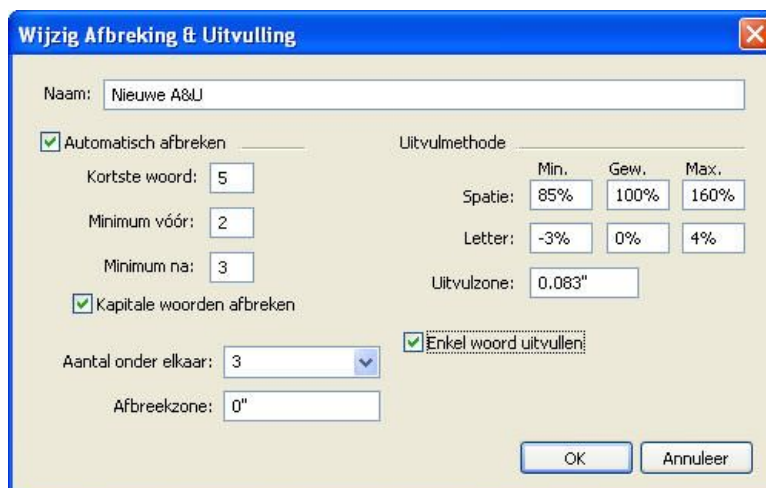 Wijzig Afbreking & Uitvulling
Naam: Nieuwe A&U
Automatisch afbreken
Kortste woord: 5
Minimum vóór: 2
Minimum na: 3
Kapitale woorden afbreken
Aantal onder elkaar: 3
Afbreekzone: 0"
Uitvulmethode
Min. Gew. Max.
Spatie: 85% 100% 160%
Letter: -3% 0% 4%
Uitvulzone: 0.083"
Enkel woord uitvullen
OK Annuleer